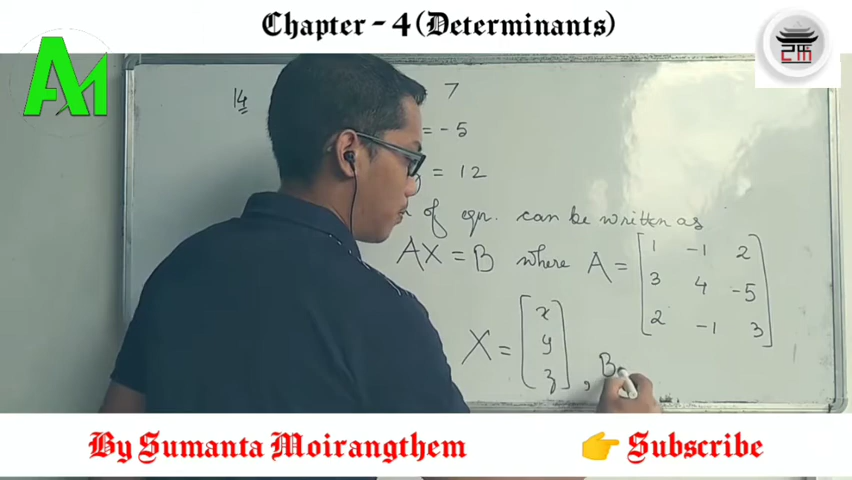 Chapter - 4 (Determinants)
14
7
= -5
= 12
of eqn. can be written as
AX = B where A = [1 -1 2
3 4 -5
2 -1 3]
X = [x
y
z], B
By Sumanta Moirangthem
👉 Subscribe